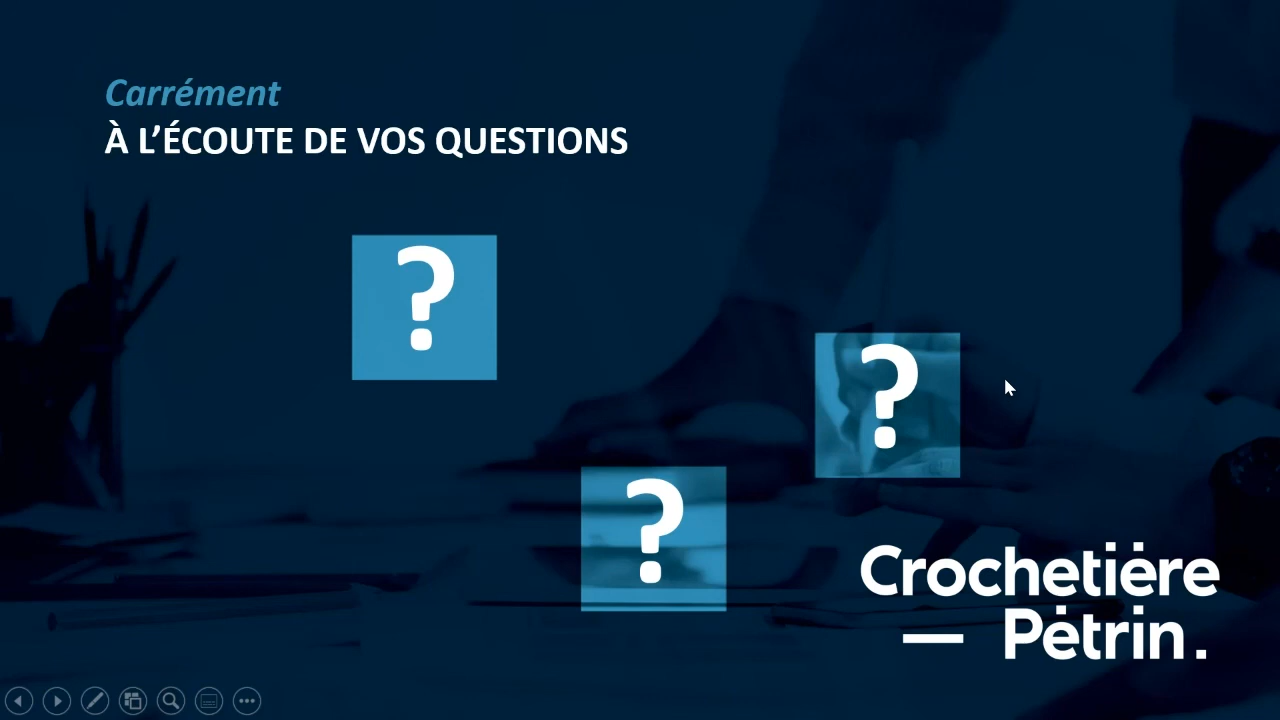 Carrément
À L’ÉCOUTE DE VOS QUESTIONS
?
?
?
Crochetière
— Pétrin.